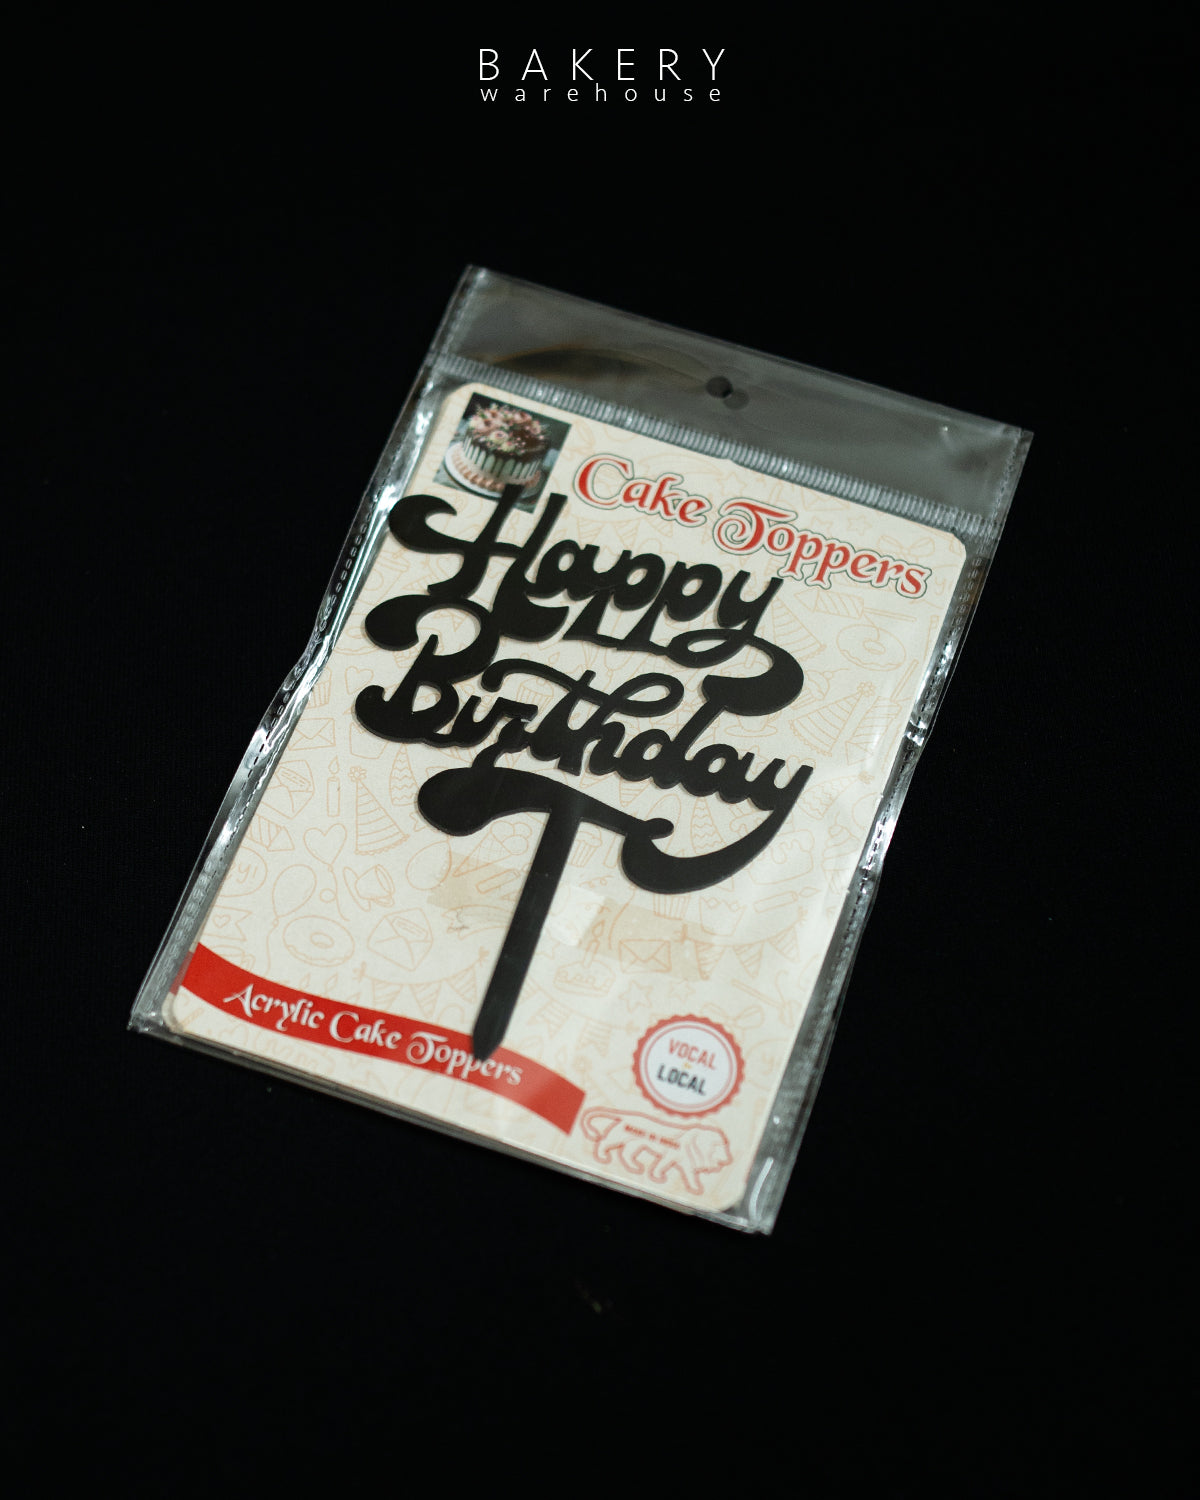 BAKERY
warehouse
Cake Toppers
Happy
Birthday
Acrylic Cake Toppers
VOCAL
LOCAL